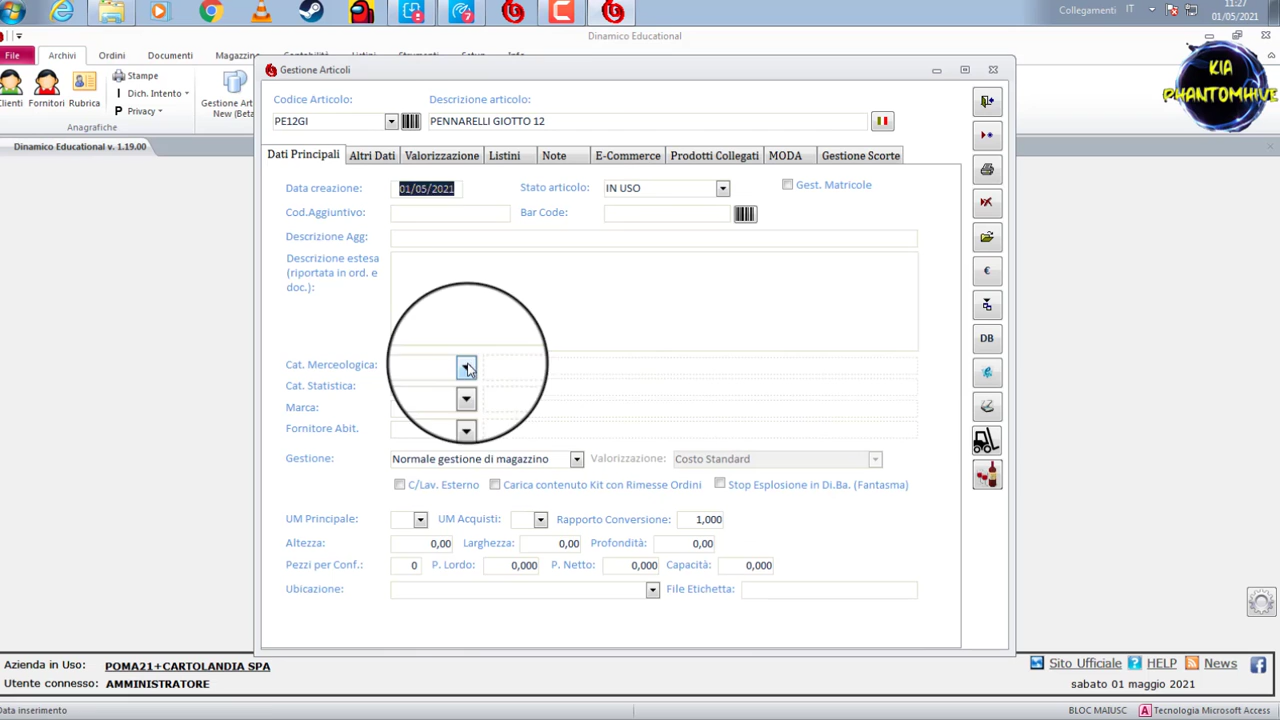 11:27
Collegamenti IT
01/05/2021
Dinamico Educational
File Archivi Ordini Documenti
KIA
PHANTOMHIVE
Stampe
Dich. Intento
Privacy
Fornitori Rubrica
Anagrafiche
Gestione Articoli
Dinamico Educational v. 1.19.00
Codice Articolo: Descrizione articolo:
PE12GI PENNARELLI GIOTTO 12
Dati Principali Altri Dati Valorizzazione Listini Note E-Commerce Prodotti Collegati MODA Gestione Scorte
Data creazione: 01/05/2021 Stato articolo: IN USO Gest. Matricole
Cod.Aggiuntivo: Bar Code:
Descrizione Agg:
Descrizione estesa
(riportata in ord. e
doc.):
Cat. Merceologica:
Cat. Statistica:
Marca:
Fornitore Abit.
Gestione: Normale gestione di magazzino Valorizzazione: Costo Standard
C/Lav. Esterno Carica contenuto Kit con Rimesse Ordini Stop Esplosione in Di.Ba. (Fantasma)
UM Principale: UM Acquisti: Rapporto Conversione: 1,000
Altezza: 0,00 Larghezza: 0,00 Profondità: 0,00
Pezzi per Conf.: 0 P. Lordo: 0,000 P. Netto: 0,000 Capacità: 0,000
Ubicazione: File Etichetta:
€
DB
Azienda in Uso: POMA21+CARTOLANDIA SPA
Sito Ufficiale HELP News
Utente connesso: AMMINISTRATORE
sabato 01 maggio 2021
BLOC MAIUSC Tecnologia Microsoft Access